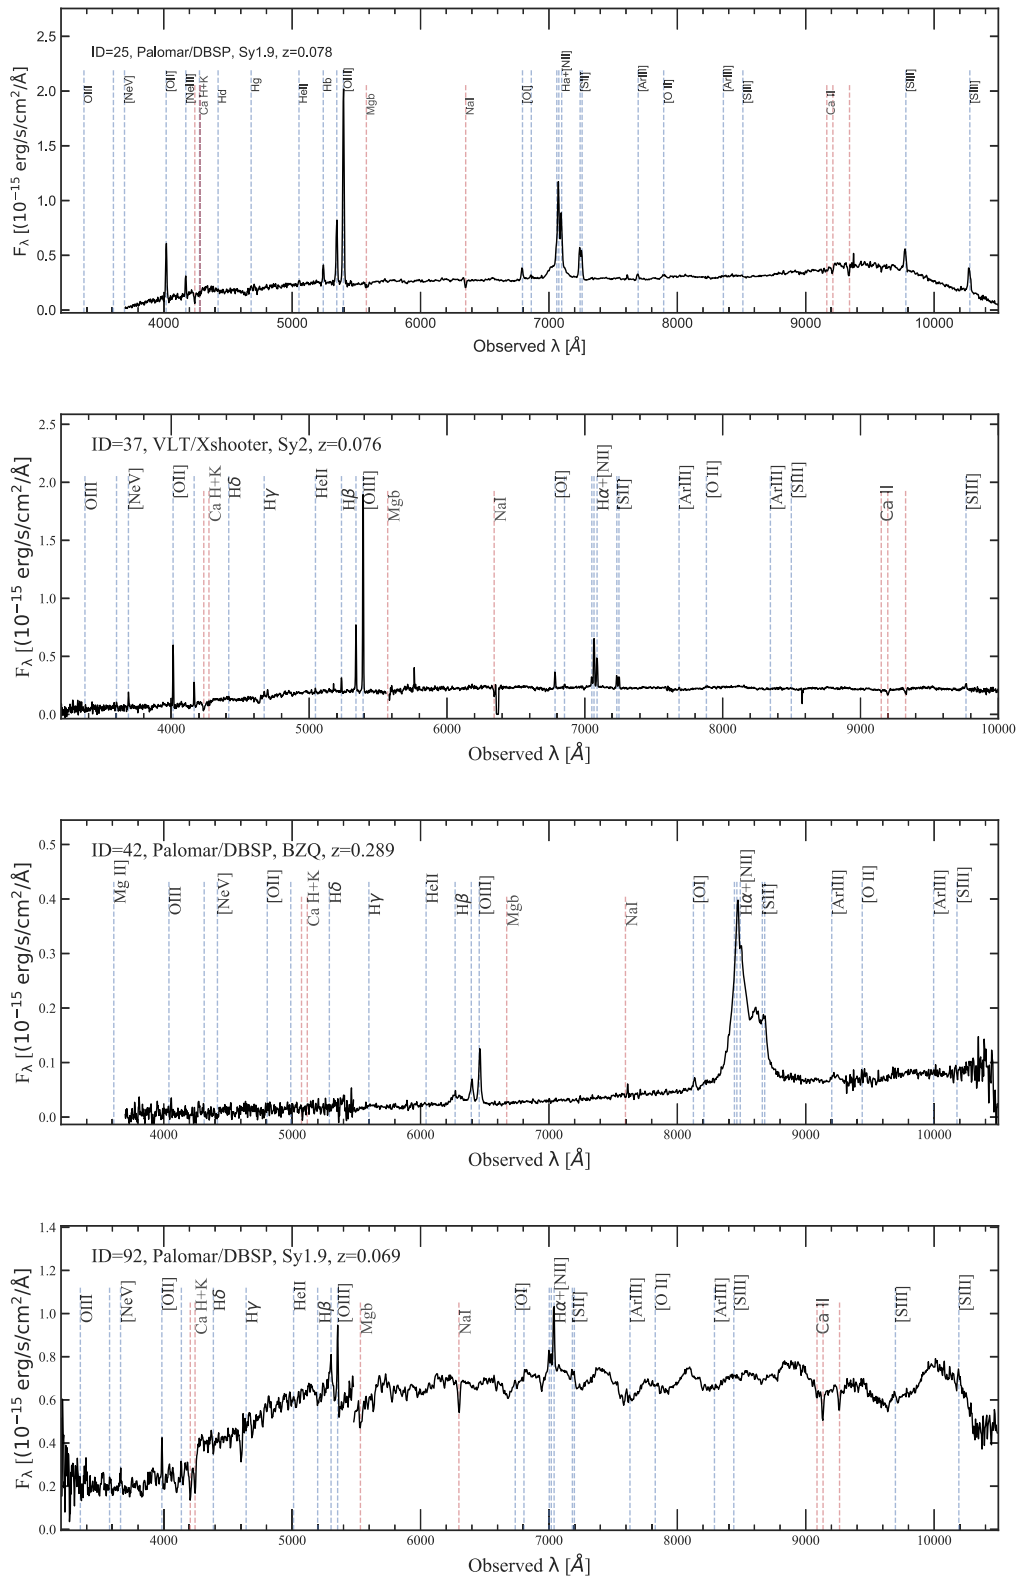 ID=25, Palomar/DBSP, Sy1.9, z=0.078
OIII [NeV] [OII] [NeIII] Ca H+K Hd Hg HeII Hb [OIII] Mgb NaI [OI] Ha+[NII] [SII] [ArIII] [O II] [ArIII] [SIII] Ca II [SIII] [SIII]
2.5
2.0
1.5
1.0
0.5
0.0
F_λ [(10⁻¹⁵ erg/s/cm²/Å]
4000 5000 6000 7000 8000 9000 10000
Observed λ [Å]
ID=37, VLT/Xshooter, Sy2, z=0.076
OIII [NeV] [OII] Ca H+K Hδ Hγ HeII Hβ [OIII] Mgb NaI [OI] Hα+[NII] [SII] [ArIII] [O II] [ArIII] [SIII] Ca II [SIII]
2.5
2.0
1.5
1.0
0.5
0.0
F_λ [(10⁻¹⁵ erg/s/cm²/Å]
4000 5000 6000 7000 8000 9000 10000
Observed λ [Å]
ID=42, Palomar/DBSP, BZQ, z=0.289
Mg II] OIII [NeV] [OII] Ca H+K Hδ Hγ HeII Hβ [OIII] Mgb NaI [OI] Hα+[NII] [SII] [ArIII] [O II] [ArIII] [SIII]
0.5
0.4
0.3
0.2
0.1
0.0
F_λ [(10⁻¹⁵ erg/s/cm²/Å]
4000 5000 6000 7000 8000 9000 10000
Observed λ [Å]
ID=92, Palomar/DBSP, Sy1.9, z=0.069
OIII [NeV] [OII] Ca H+K Hδ Hγ HeII Hβ [OIII] Mgb NaI [OI] Hα+[NII] [SII] [ArIII] [O II] [ArIII] [SIII] Ca II [SIII] [SIII]
1.4
1.2
1.0
0.8
0.6
0.4
0.2
0.0
F_λ [(10⁻¹⁵ erg/s/cm²/Å]
4000 5000 6000 7000 8000 9000 10000
Observed λ [Å]